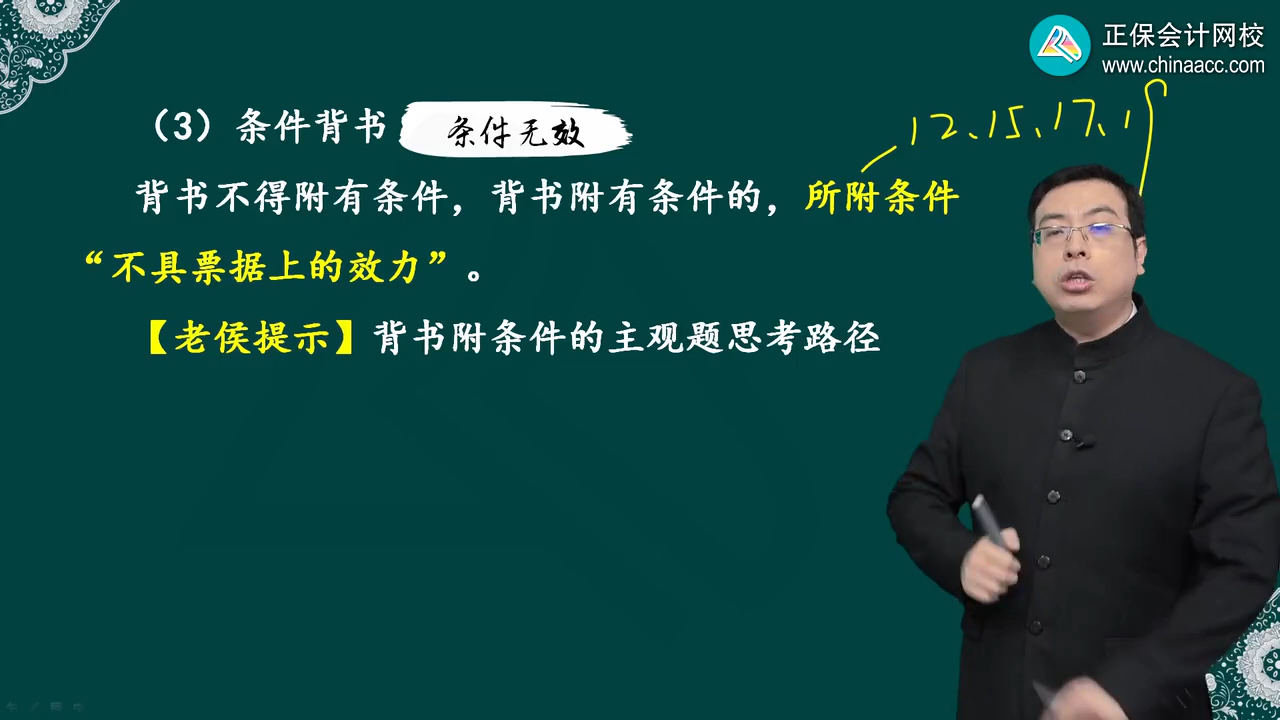 正保会计网校
www.chinaacc.com
12、15、17、19
（3）条件背书 条件无效
背书不得附有条件，背书附有条件的，所附条件
“不具票据上的效力”。
【老侯提示】背书附条件的主观题思考路径